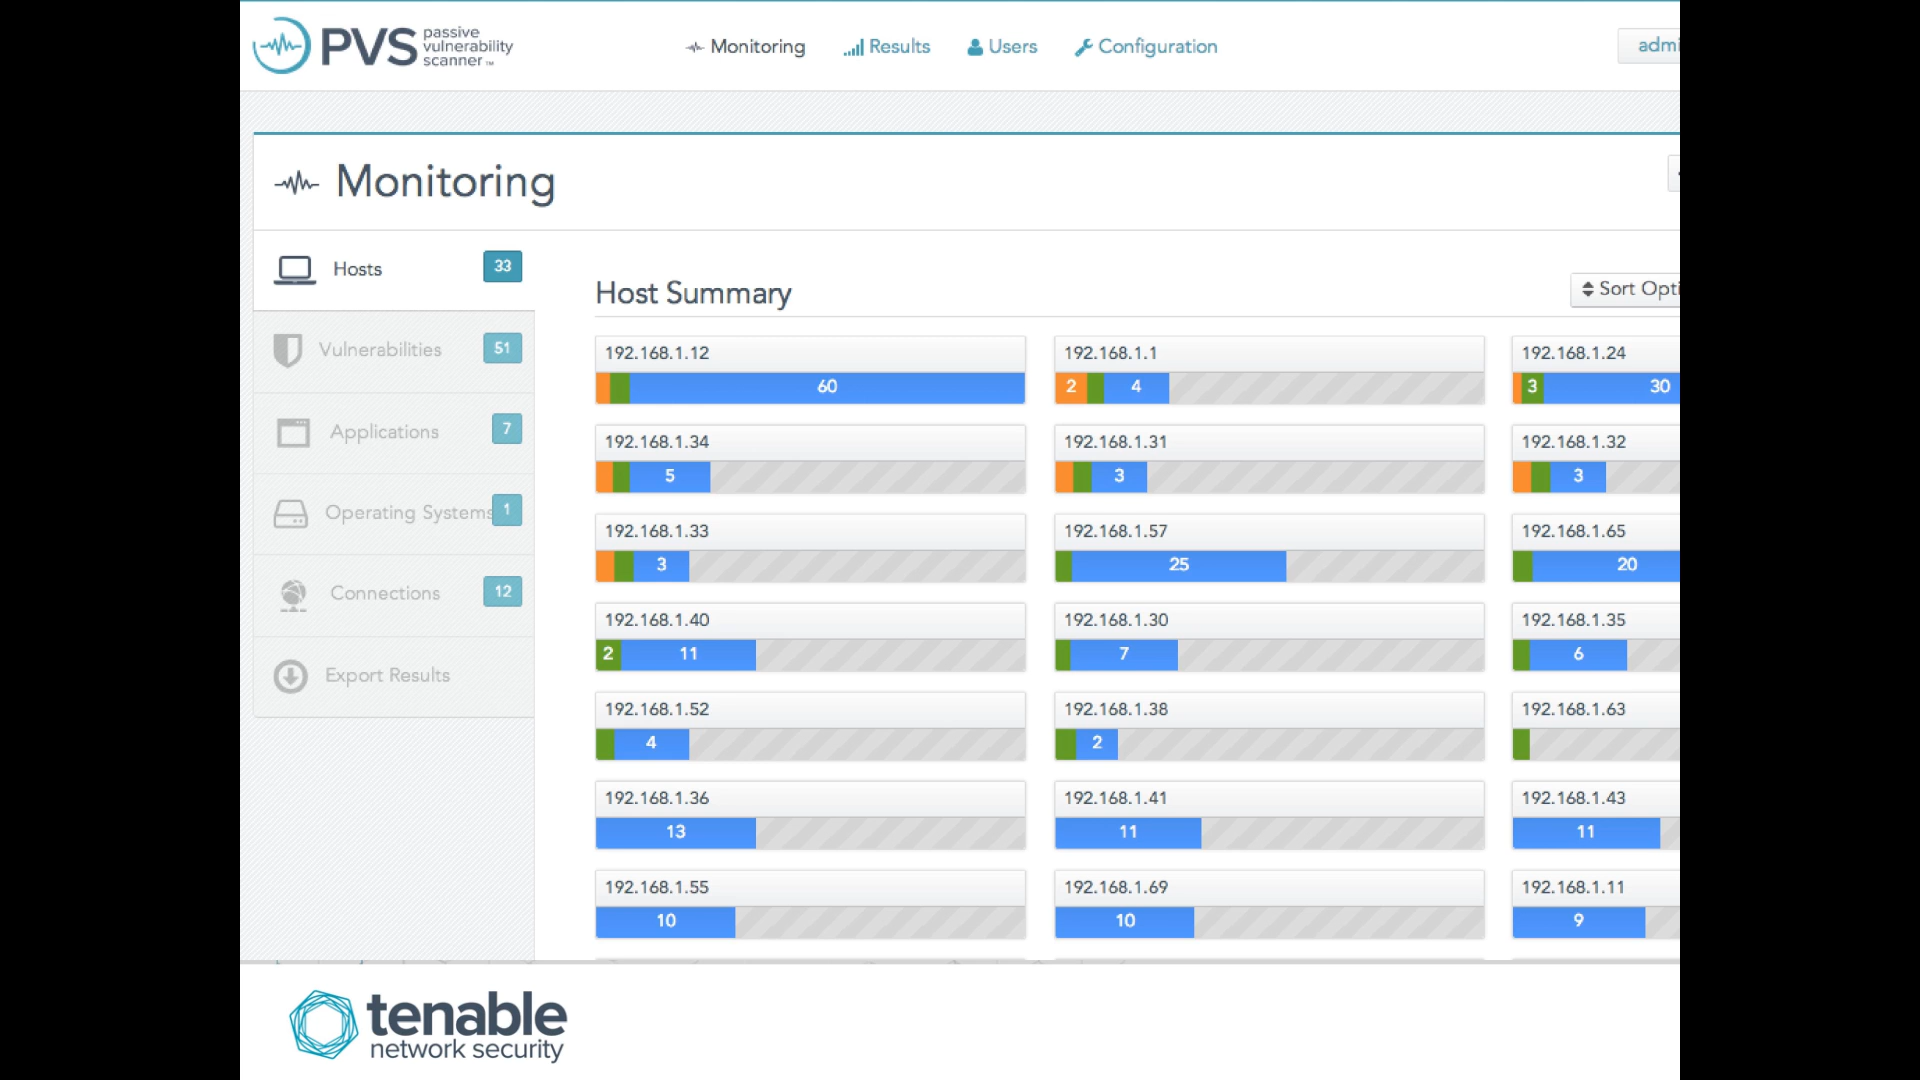 PVS passive vulnerability scanner™
Monitoring Results Users Configuration
Monitoring
Hosts 33
Vulnerabilities 51
Applications 7
Operating Systems 1
Connections 12
Export Results
Host Summary
Sort Opti
192.168.1.12 192.168.1.1 192.168.1.24
60 2 4 3 30
192.168.1.34 192.168.1.31 192.168.1.32
5 3 3
192.168.1.33 192.168.1.57 192.168.1.65
3 25 20
192.168.1.40 192.168.1.30 192.168.1.35
2 11 7 6
192.168.1.52 192.168.1.38 192.168.1.63
4 2
192.168.1.36 192.168.1.41 192.168.1.43
13 11 11
192.168.1.55 192.168.1.69 192.168.1.11
10 10 9
tenable
network security